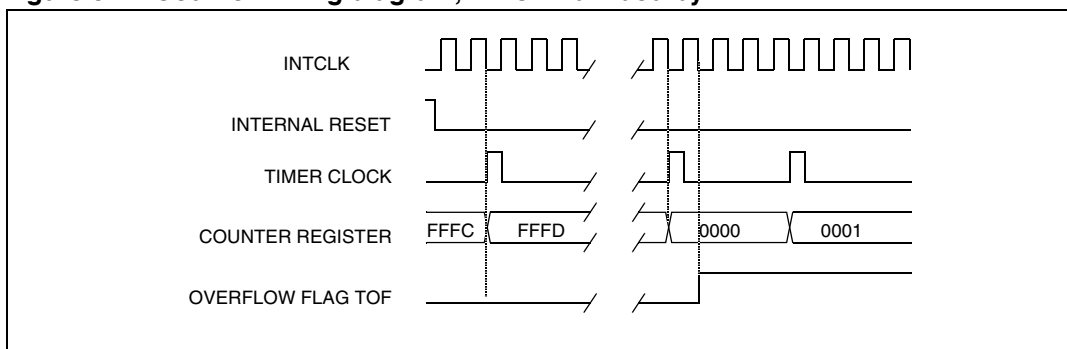 INTCLK
INTERNAL RESET
TIMER CLOCK
COUNTER REGISTER FFFC FFFD 0000 0001
OVERFLOW FLAG TOF